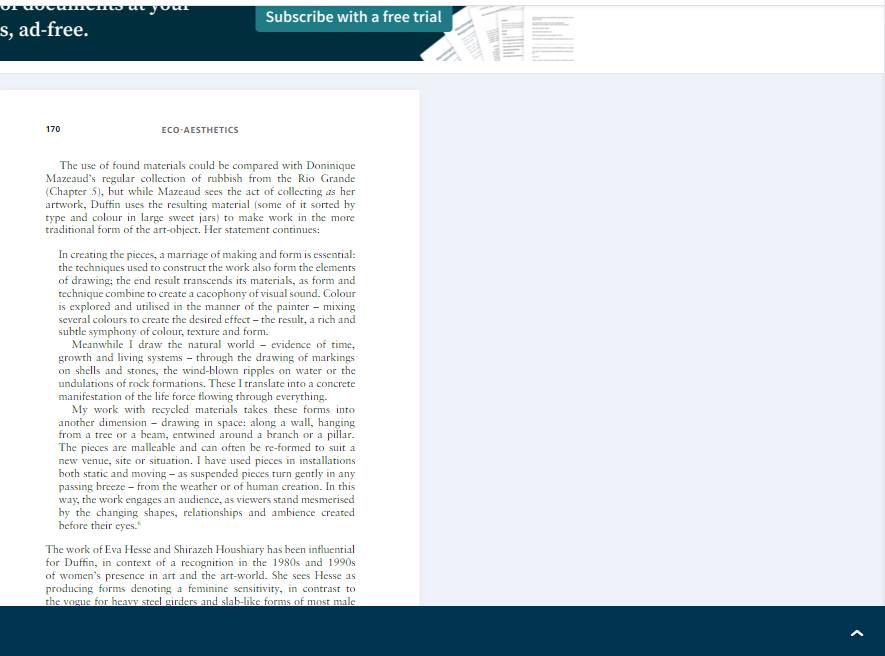 s, ad-free.
Subscribe with a free trial
170
ECO-AESTHETICS
The use of found materials could be compared with Doninique
Mazeaud's regular collection of rubbish from the Rio Grande
(Chapter 5), but while Mazeaud sees the act of collecting as her
artwork, Duffin uses the resulting material (some of it sorted by
type and colour in large sweet jars) to make work in the more
traditional form of the art-object. Her statement continues:
In creating the pieces, a marriage of making and form is essential:
the techniques used to construct the work also form the elements
of drawing; the end result transcends its materials, as form and
technique combine to create a cacophony of visual sound. Colour
is explored and utilised in the manner of the painter – mixing
several colours to create the desired effect – the result, a rich and
subtle symphony of colour, texture and form.
Meanwhile I draw the natural world – evidence of time,
growth and living systems – through the drawing of markings
on shells and stones, the wind-blown ripples on water or the
undulations of rock formations. These I translate into a concrete
manifestation of the life force flowing through everything.
My work with recycled materials takes these forms into
another dimension – drawing in space: along a wall, hanging
from a tree or a beam, entwined around a branch or a pillar.
The pieces are malleable and can often be re-formed to suit a
new venue, site or situation. I have used pieces in installations
both static and moving – as suspended pieces turn gently in any
passing breeze – from the weather or of human creation. In this
way, the work engages an audience, as viewers stand mesmerised
by the changing shapes, relationships and ambience created
before their eyes.⁶
The work of Eva Hesse and Shirazeh Houshiary has been influential
for Duffin, in context of a recognition in the 1980s and 1990s
of women's presence in art and the art-world. She sees Hesse as
producing forms denoting a feminine sensitivity, in contrast to
the vogue for heavy steel girders and slab-like forms of most male